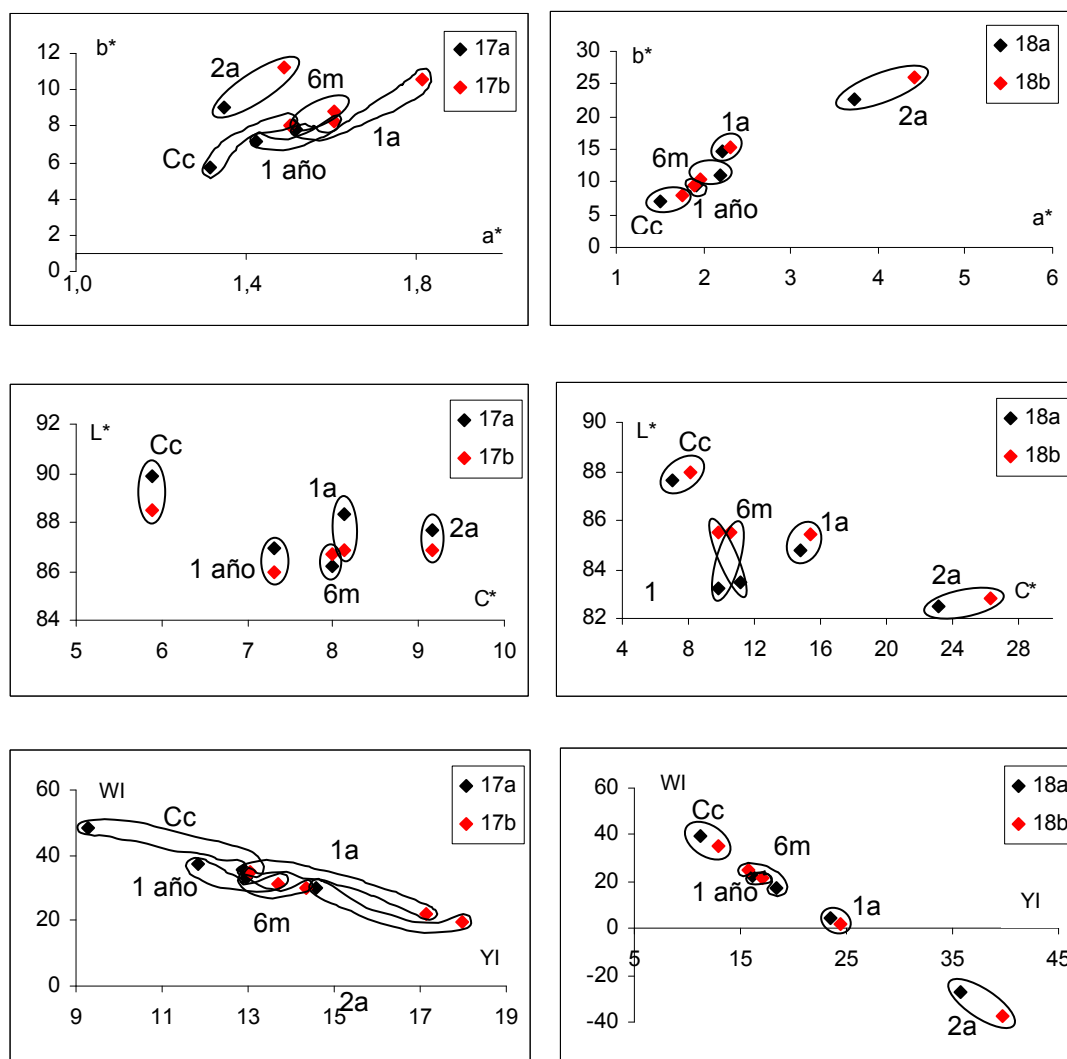 b*
12
10
8
6
4
2
0
1,0
1,4
1,8
a*
2a
6m
1a
Cc
1 año
17a
17b
b*
30
25
20
15
10
5
0
1
2
3
4
5
6
a*
1a
2a
6m
1 año
Cc
18a
18b
L*
92
90
88
86
84
5
6
7
8
9
10
C*
Cc
1a
2a
1 año
6m
17a
17b
L*
90
88
86
84
82
4
8
12
16
20
24
28
C*
Cc
6m
1a
2a
1
18a
18b
WI
60
40
20
0
9
11
13
15
17
19
YI
Cc
1a
1 año
6m
2a
17a
17b
WI
60
40
20
0
-20
-40
5
15
25
35
45
YI
Cc
6m
1 año
1a
2a
18a
18b